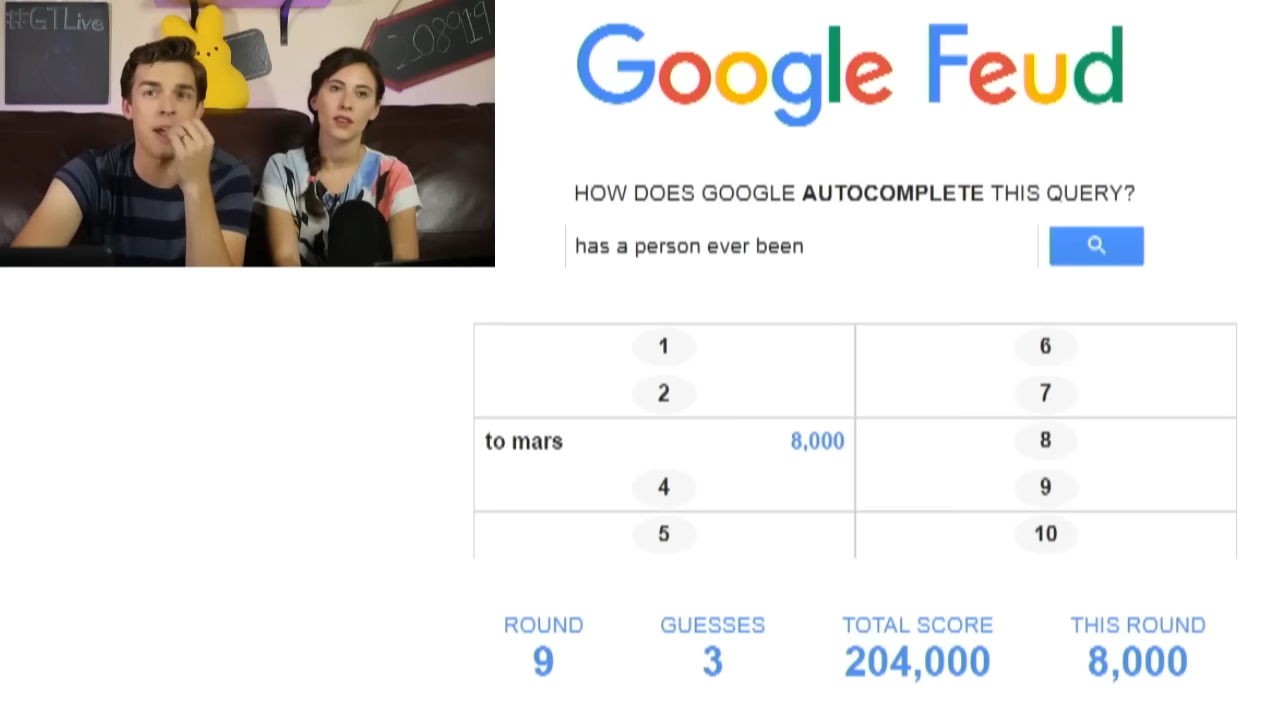 #GTLive
208919
Google Feud
HOW DOES GOOGLE AUTOCOMPLETE THIS QUERY?
has a person ever been
1
2
to mars 8,000
4
5
6
7
8
9
10
ROUND GUESSES TOTAL SCORE THIS ROUND
9 3 204,000 8,000